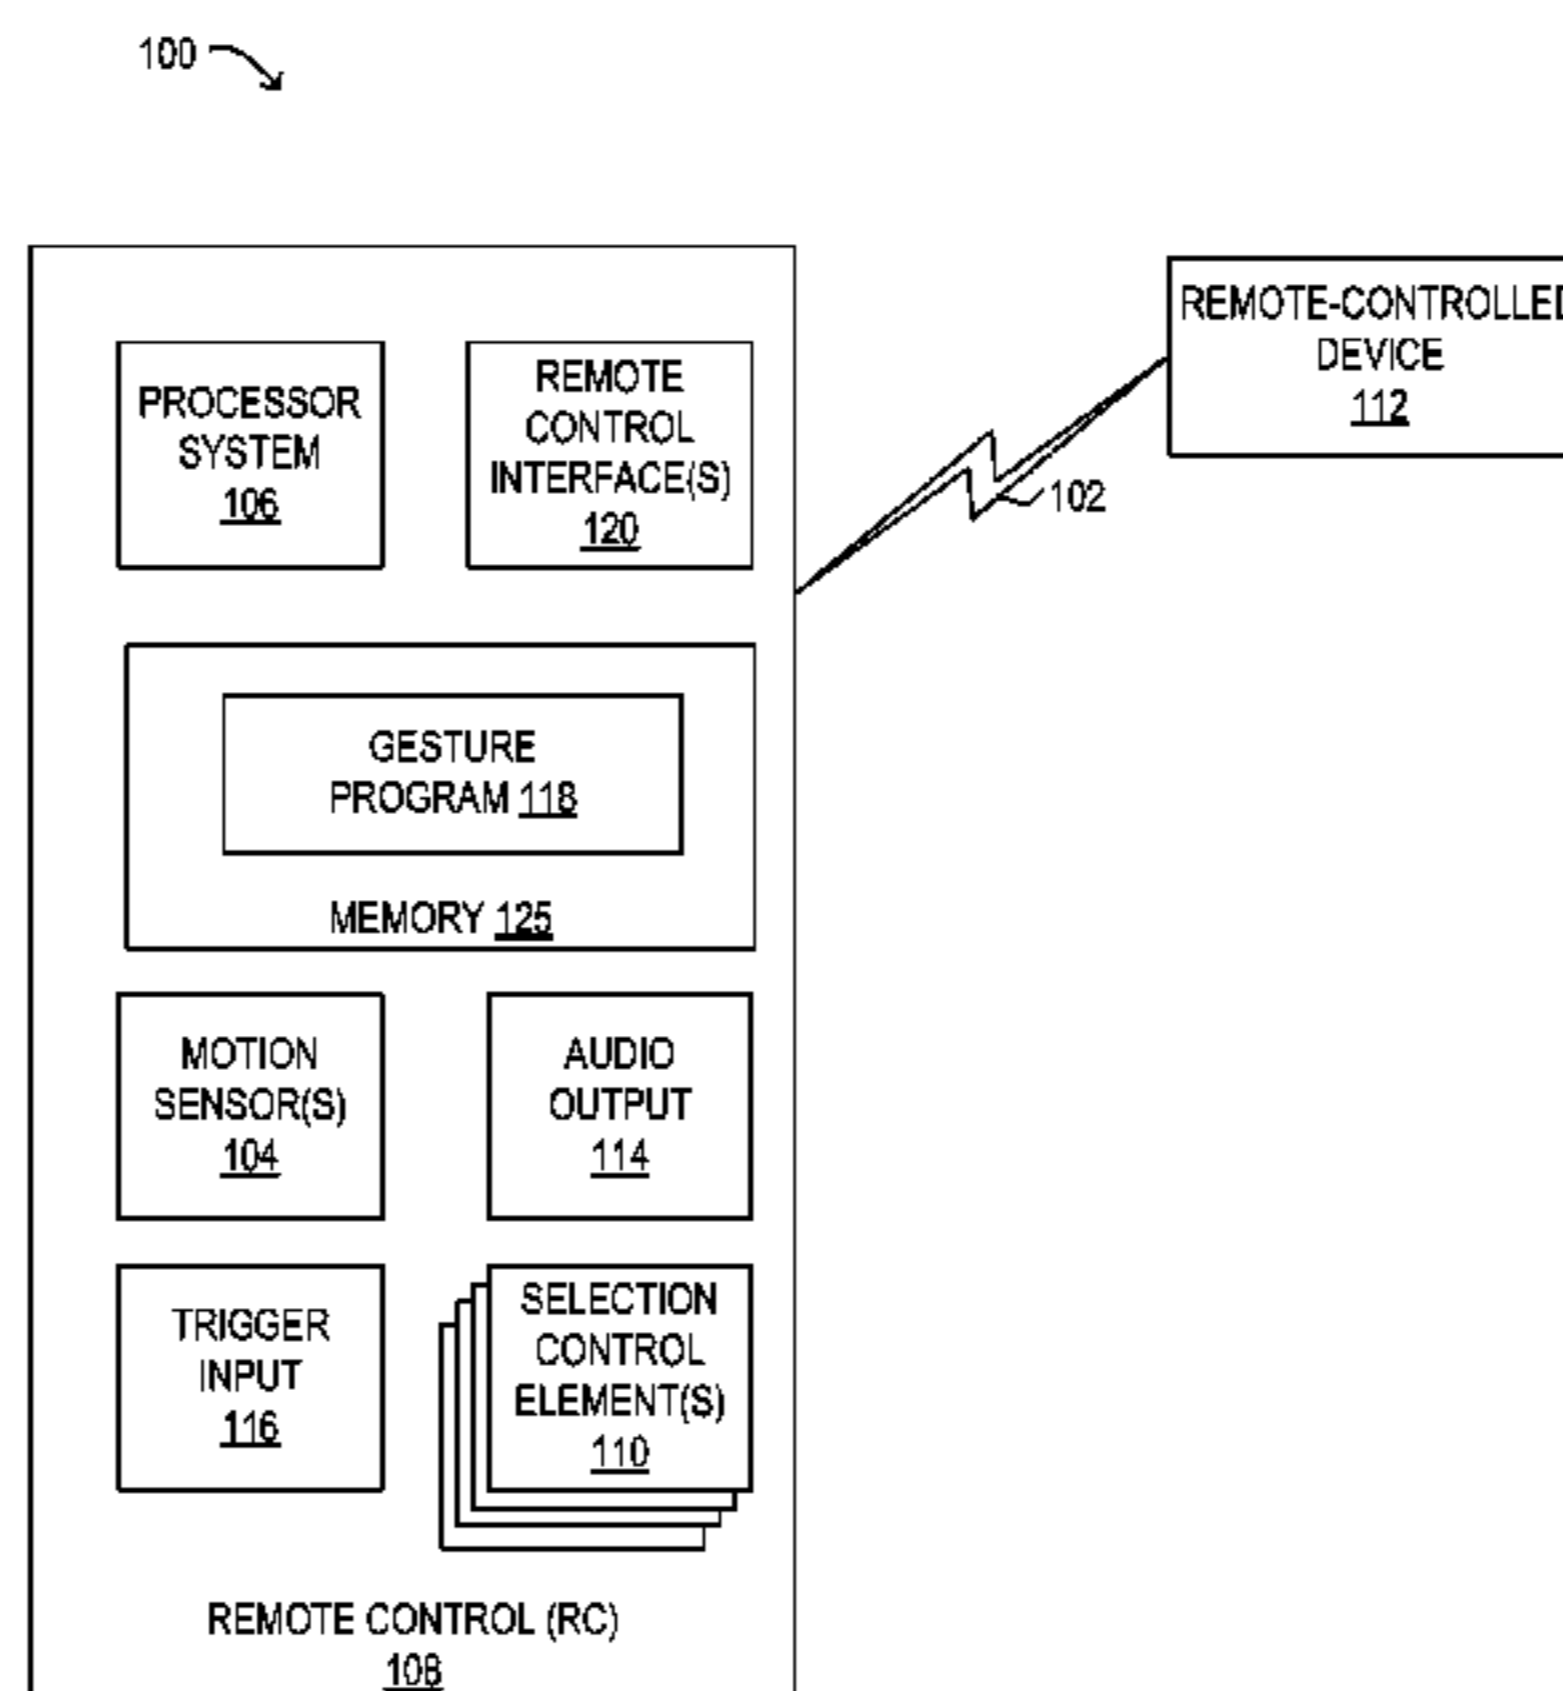 100
PROCESSOR
SYSTEM
106
REMOTE
CONTROL
INTERFACE(S)
120
GESTURE
PROGRAM 118
MEMORY 125
MOTION
SENSOR(S)
104
AUDIO
OUTPUT
114
TRIGGER
INPUT
116
SELECTION
CONTROL
ELEMENT(S)
110
REMOTE CONTROL (RC)
108
102
REMOTE-CONTROLLED
DEVICE
112